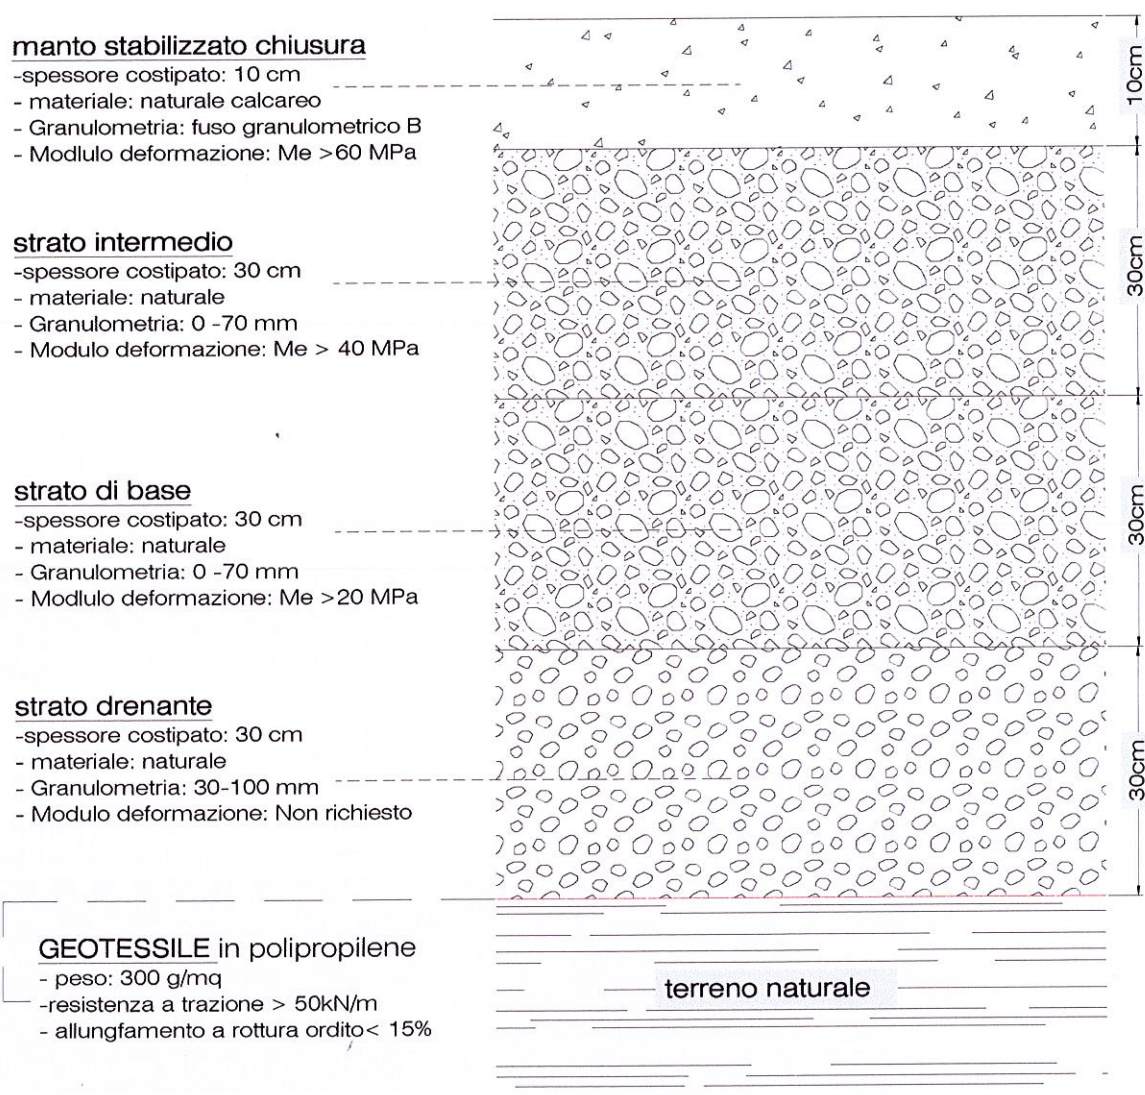 manto stabilizzato chiusura
-spessore costipato: 10 cm
- materiale: naturale calcareo
- Granulometria: fuso granulometrico B
- Modlulo deformazione: Me >60 MPa
10cm
strato intermedio
-spessore costipato: 30 cm
- materiale: naturale
- Granulometria: 0 -70 mm
- Modulo deformazione: Me > 40 MPa
30cm
strato di base
-spessore costipato: 30 cm
- materiale: naturale
- Granulometria: 0 -70 mm
- Modlulo deformazione: Me >20 MPa
30cm
strato drenante
-spessore costipato: 30 cm
- materiale: naturale
- Granulometria: 30-100 mm
- Modulo deformazione: Non richiesto
30cm
GEOTESSILE in polipropilene
- peso: 300 g/mq
-resistenza a trazione > 50kN/m
- allungfamento a rottura ordito< 15%
terreno naturale